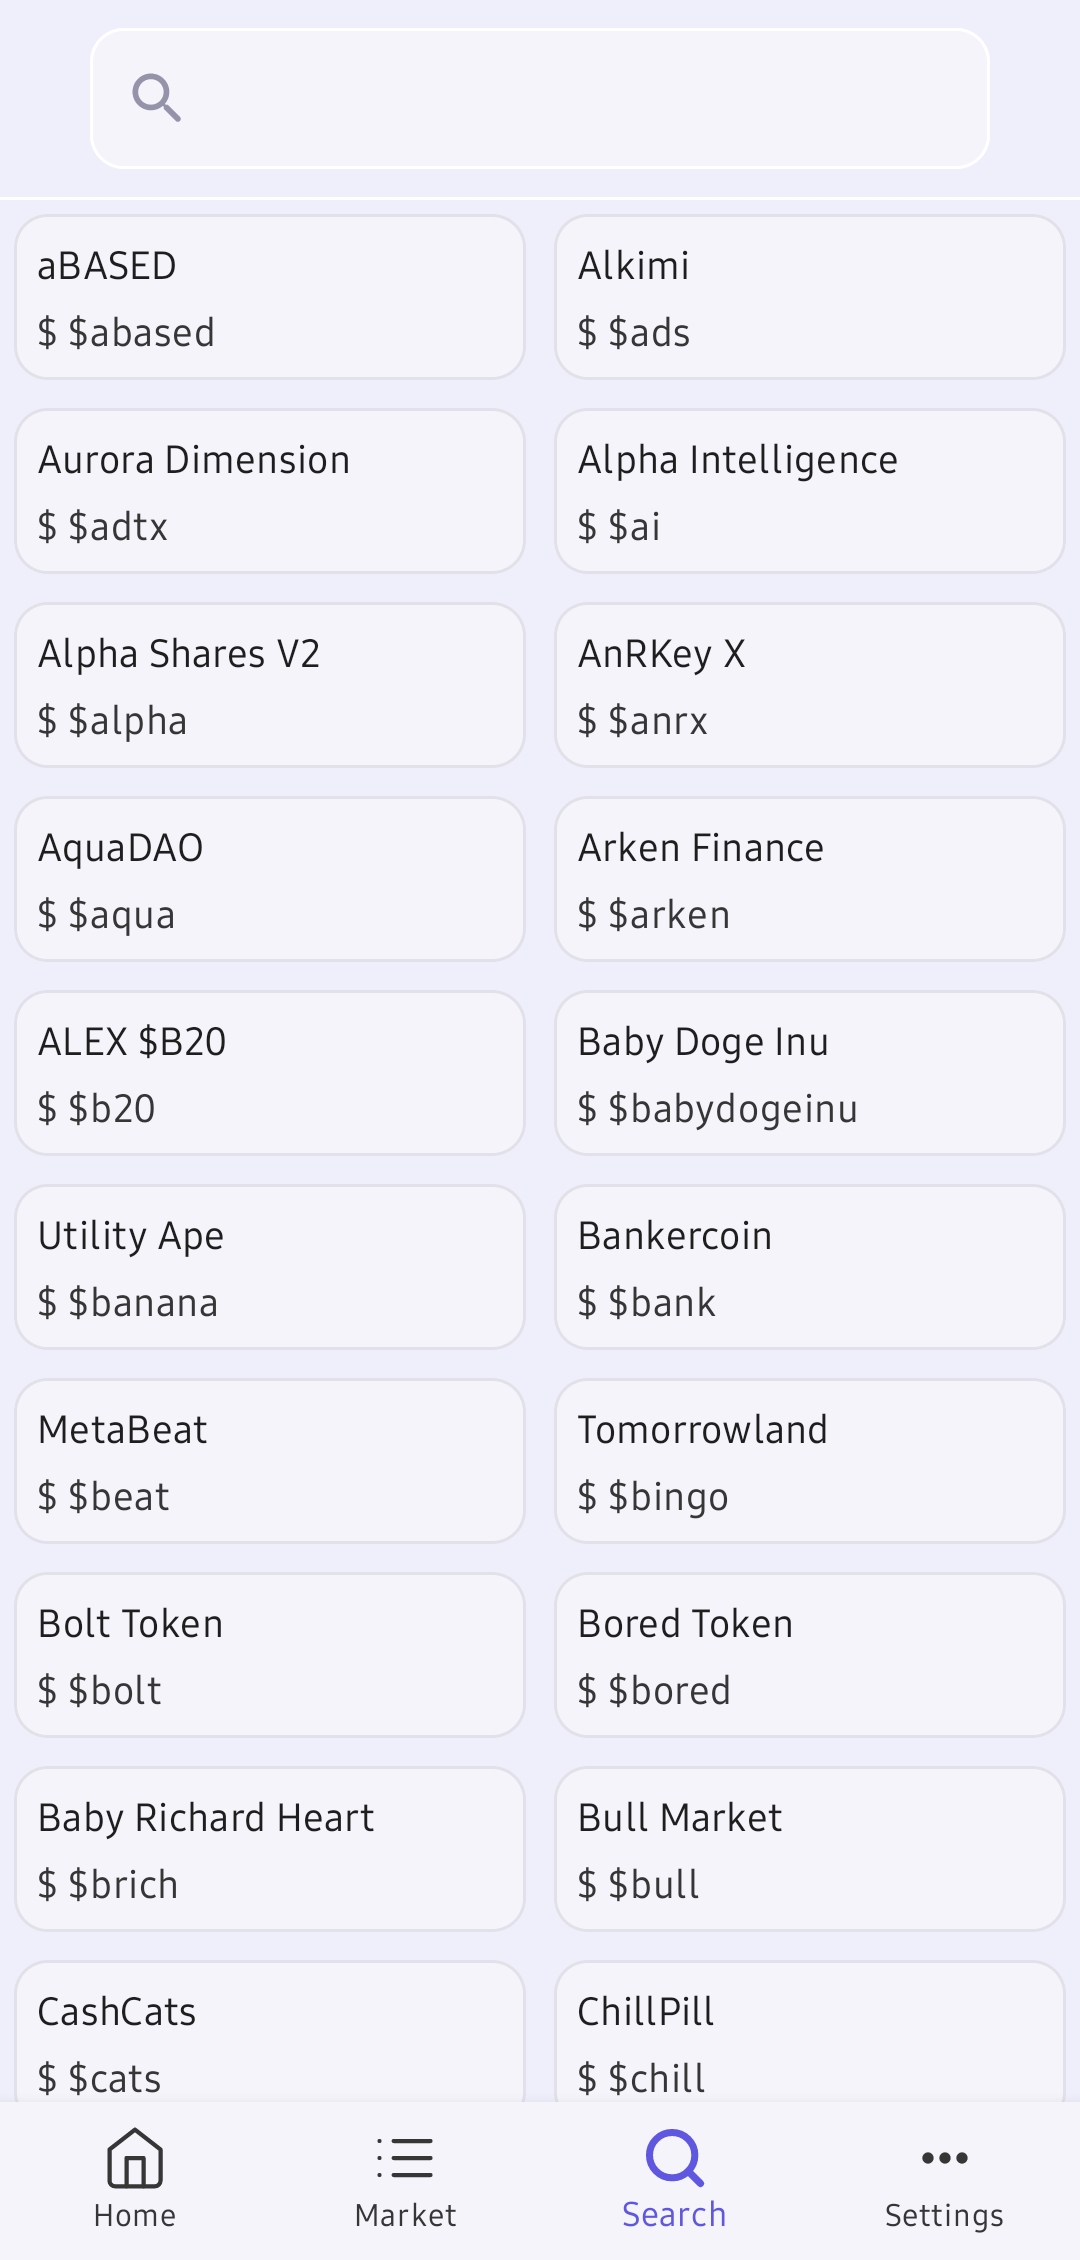 aBASED
$ $abased
Alkimi
$ $ads
Aurora Dimension
$ $adtx
Alpha Intelligence
$ $ai
Alpha Shares V2
$ $alpha
AnRKey X
$ $anrx
AquaDAO
$ $aqua
Arken Finance
$ $arken
ALEX $B20
$ $b20
Baby Doge Inu
$ $babydogeinu
Utility Ape
$ $banana
Bankercoin
$ $bank
MetaBeat
$ $beat
Tomorrowland
$ $bingo
Bolt Token
$ $bolt
Bored Token
$ $bored
Baby Richard Heart
$ $brich
Bull Market
$ $bull
CashCats
$ $cats
ChillPill
$ $chill
Home
Market
Search
Settings